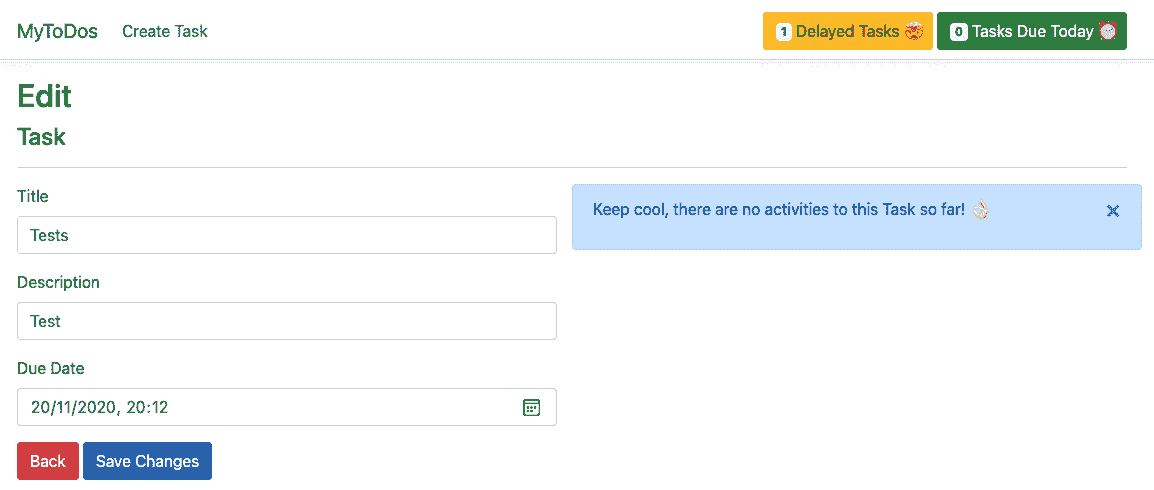 MyToDos Create Task 1 Delayed Tasks 🤯 0 Tasks Due Today ⏰
Edit
Task
Title
Tests
Keep cool, there are no activities to this Task so far! 👌🏻 ×
Description
Test
Due Date
20/11/2020, 20:12
Back Save Changes